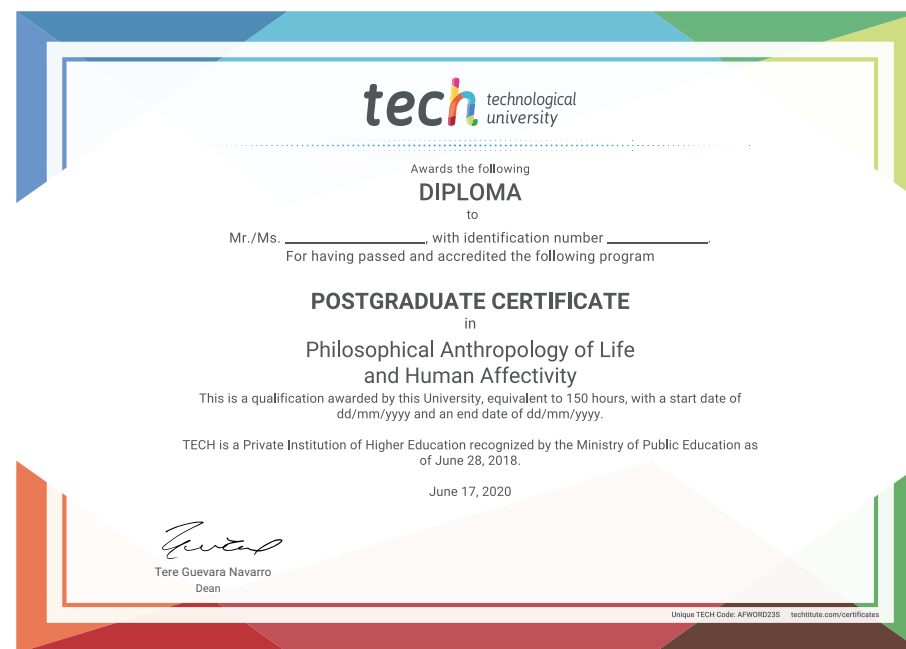 tech technological
university
Awards the following
DIPLOMA
to
Mr./Ms. ____________________, with identification number ______________.
For having passed and accredited the following program
POSTGRADUATE CERTIFICATE
in
Philosophical Anthropology of Life
and Human Affectivity
This is a qualification awarded by this University, equivalent to 150 hours, with a start date of
dd/mm/yyyy and an end date of dd/mm/yyyy.
TECH is a Private Institution of Higher Education recognized by the Ministry of Public Education as
of June 28, 2018.
June 17, 2020
Tere Guevara Navarro
Dean
Unique TECH Code: AFWORD23S techtitute.com/certificates